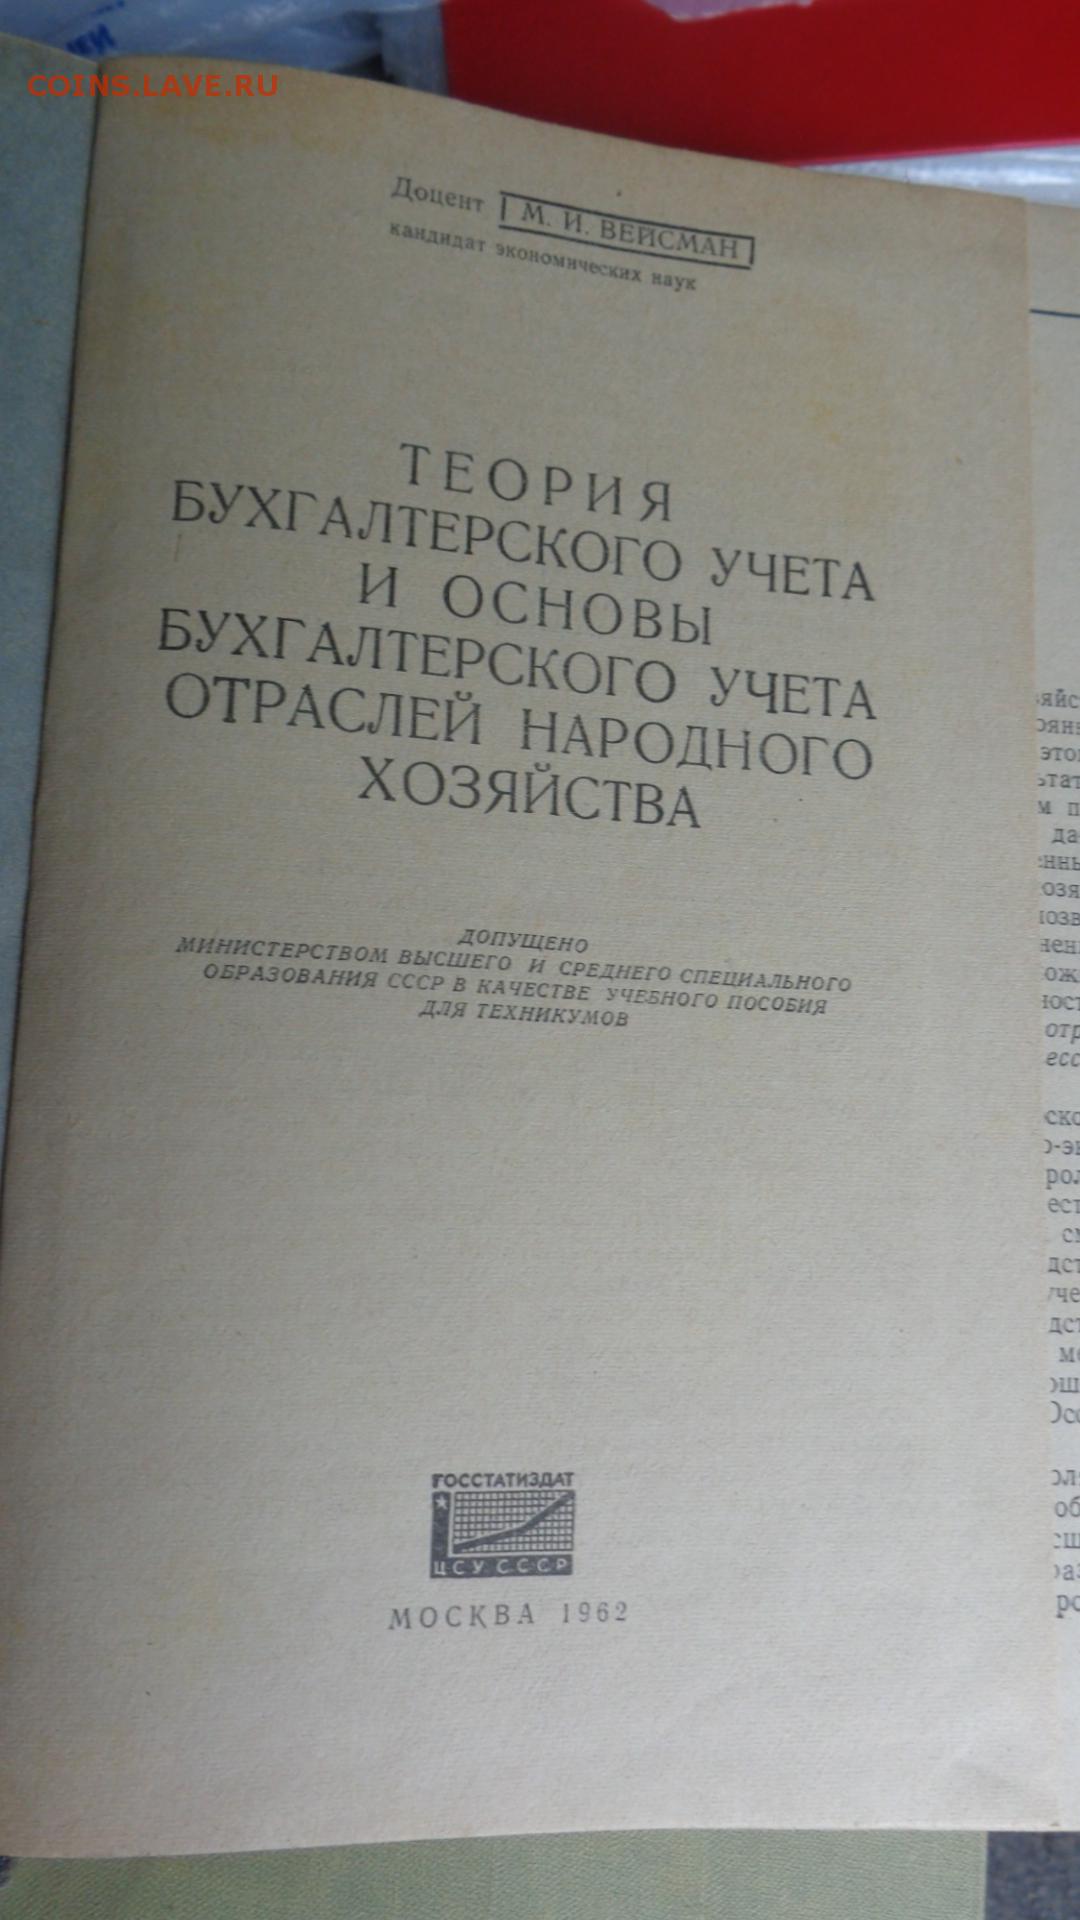 COINS.LAVE.RU
Доцент М. И. ВЕЙСМАН
кандидат экономических наук
ТЕОРИЯ
БУХГАЛТЕРСКОГО УЧЕТА
И ОСНОВЫ
БУХГАЛТЕРСКОГО УЧЕТА
ОТРАСЛЕЙ НАРОДНОГО
ХОЗЯЙСТВА
ДОПУЩЕНО
МИНИСТЕРСТВОМ ВЫСШЕГО И СРЕДНЕГО СПЕЦИАЛЬНОГО
ОБРАЗОВАНИЯ СССР В КАЧЕСТВЕ УЧЕБНОГО ПОСОБИЯ
ДЛЯ ТЕХНИКУМОВ
ГОССТАТИЗДАТ
ЦСУ СССР
МОСКВА 1962